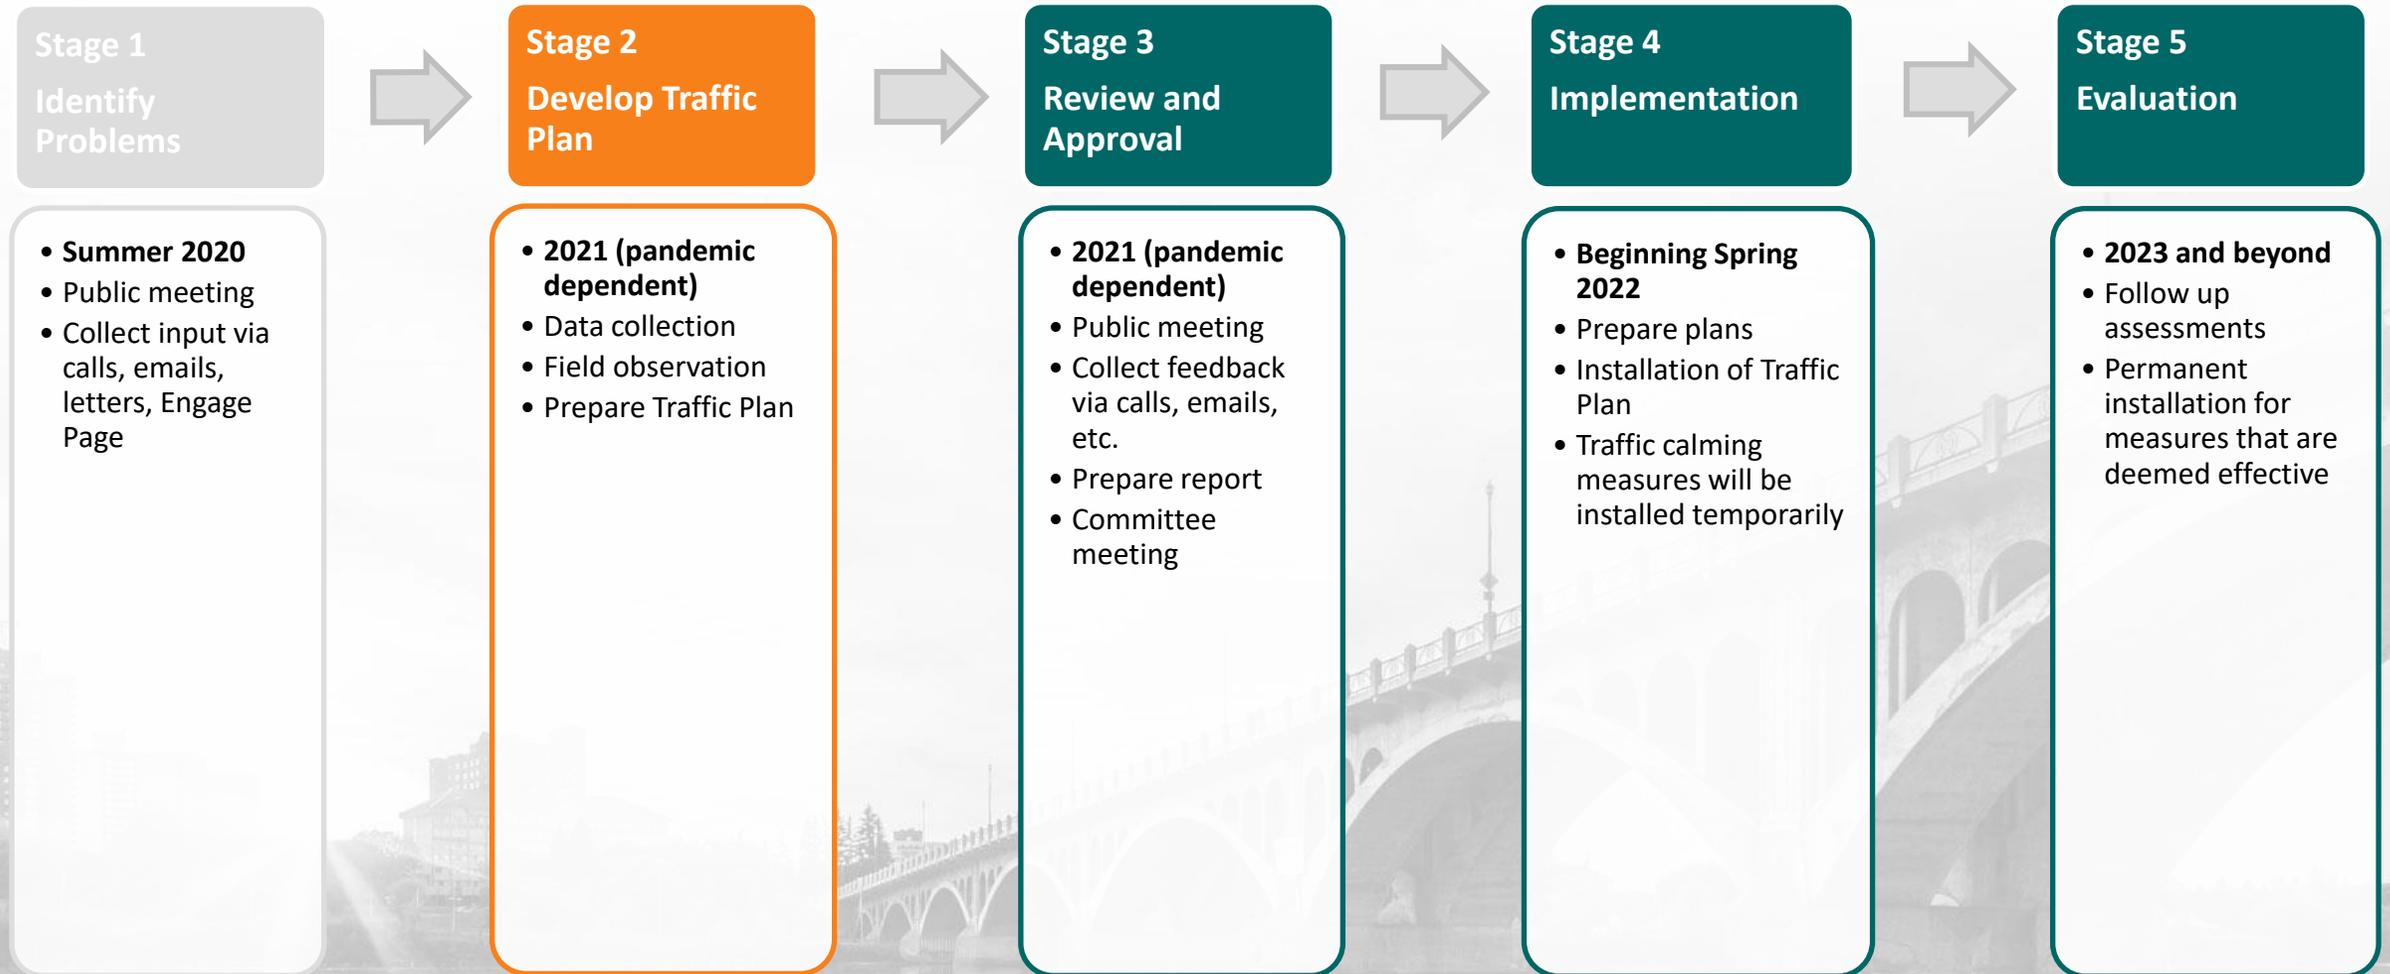 Stage 1
Identify
Problems
• Summer 2020
• Public meeting
• Collect input via
calls, emails,
letters, Engage
Page
Stage 2
Develop Traffic
Plan
• 2021 (pandemic
dependent)
• Data collection
• Field observation
• Prepare Traffic Plan
Stage 3
Review and
Approval
• 2021 (pandemic
dependent)
• Public meeting
• Collect feedback
via calls, emails,
etc.
• Prepare report
• Committee
meeting
Stage 4
Implementation
• Beginning Spring
2022
• Prepare plans
• Installation of Traffic
Plan
• Traffic calming
measures will be
installed temporarily
Stage 5
Evaluation
• 2023 and beyond
• Follow up
assessments
• Permanent
installation for
measures that are
deemed effective